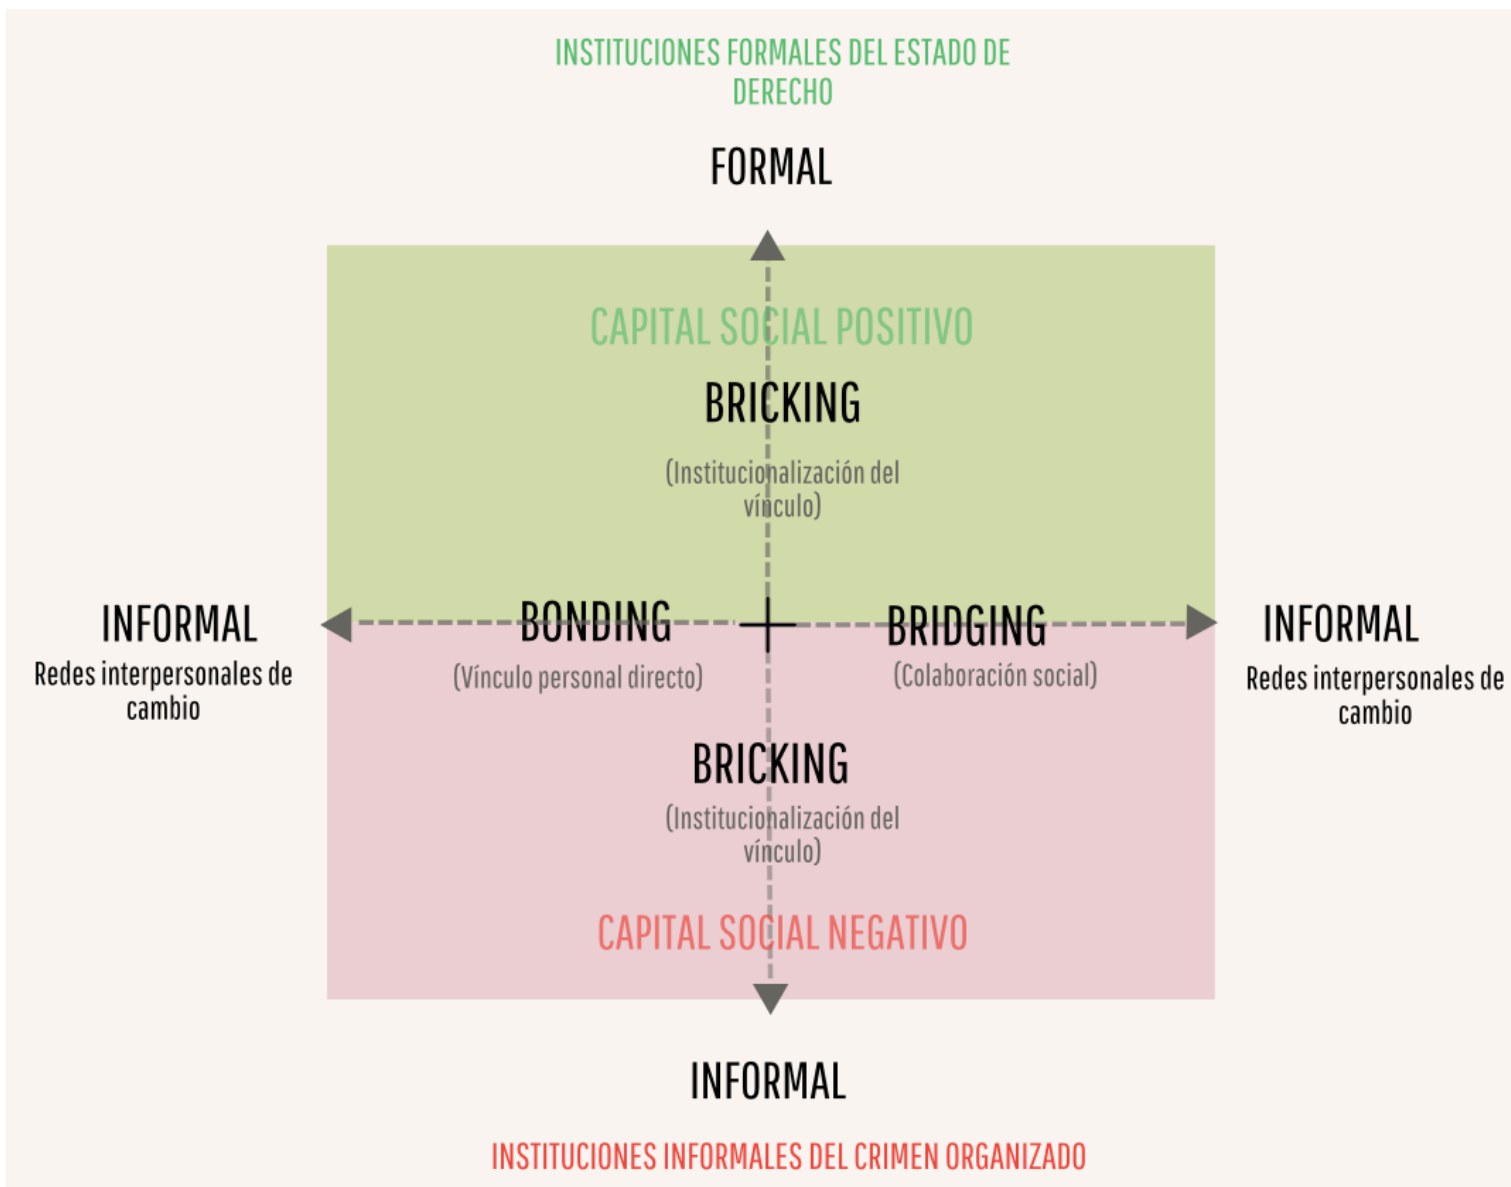 INSTITUCIONES FORMALES DEL ESTADO DE
DERECHO
FORMAL
CAPITAL SOCIAL POSITIVO
BRICKING
(Institucionalización del
vínculo)
INFORMAL
Redes interpersonales de
cambio
BONDING
(Vínculo personal directo)
BRIDGING
(Colaboración social)
INFORMAL
Redes interpersonales de
cambio
BRICKING
(Institucionalización del
vínculo)
CAPITAL SOCIAL NEGATIVO
INFORMAL
INSTITUCIONES INFORMALES DEL CRIMEN ORGANIZADO